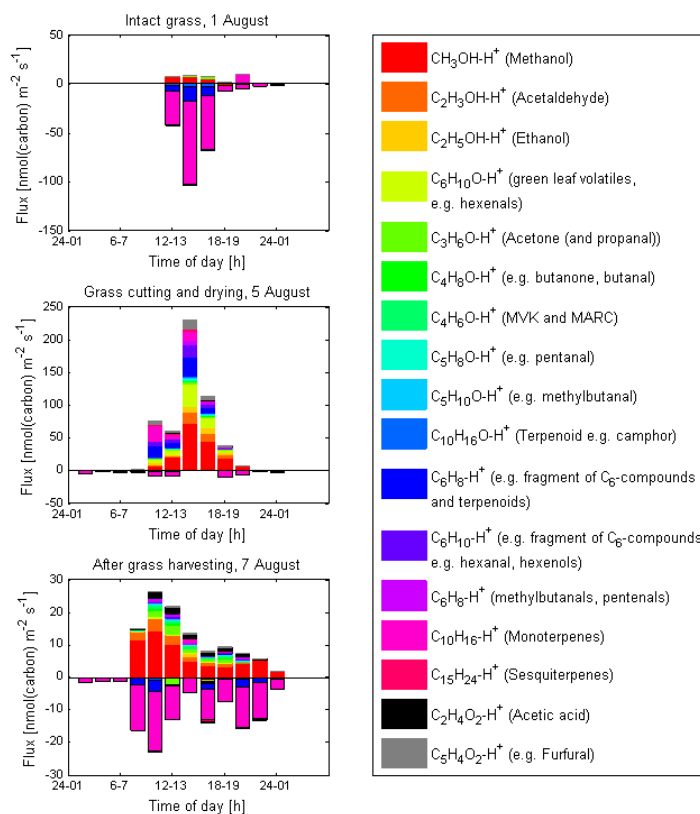 Intact grass, 1 August
50
0
-50
-100
-150
24-01 6-7 12-13 18-19 24-01
Time of day [h]
Flux [nmol(carbon) m⁻² s⁻¹]
Grass cutting and drying, 5 August
250
200
150
100
50
0
-50
24-01 6-7 12-13 18-19 24-01
Time of day [h]
Flux [nmol(carbon) m⁻² s⁻¹]
After grass harvesting, 7 August
30
20
10
0
-10
-20
-30
24-01 6-7 12-13 18-19 24-01
Time of day [h]
Flux [nmol(carbon) m⁻² s⁻¹]
CH₃OH-H⁺ (Methanol)
C₂H₃OH-H⁺ (Acetaldehyde)
C₂H₅OH-H⁺ (Ethanol)
C₆H₁₀O-H⁺ (green leaf volatiles,
e.g. hexenals)
C₃H₆O-H⁺ (Acetone (and propanal))
C₄H₈O-H⁺ (e.g. butanone, butanal)
C₄H₆O-H⁺ (MVK and MARC)
C₅H₈O-H⁺ (e.g. pentanal)
C₅H₁₀O-H⁺ (e.g. methylbutanal)
C₁₀H₁₆O-H⁺ (Terpenoid e.g. camphor)
C₆H₈-H⁺ (e.g. fragment of C₆-compounds
and terpenoids)
C₆H₁₀-H⁺ (e.g. fragment of C₆-compounds
e.g. hexanal, hexenols)
C₆H₈-H⁺ (methylbutanals, pentenals)
C₁₀H₁₆-H⁺ (Monoterpenes)
C₁₅H₂₄-H⁺ (Sesquiterpenes)
C₂H₄O₂-H⁺ (Acetic acid)
C₅H₄O₂-H⁺ (e.g. Furfural)